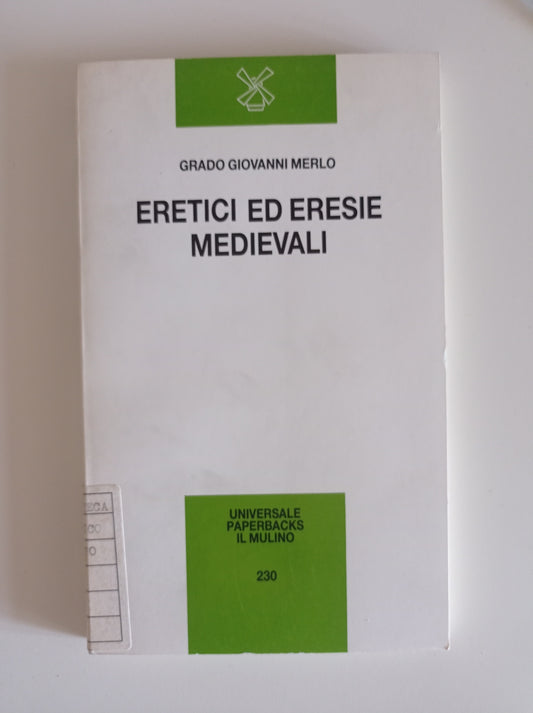 GRADO GIOVANNI MERLO
ERETICI ED ERESIE
MEDIEVALI
UNIVERSALE
PAPERBACKS
IL MULINO
230